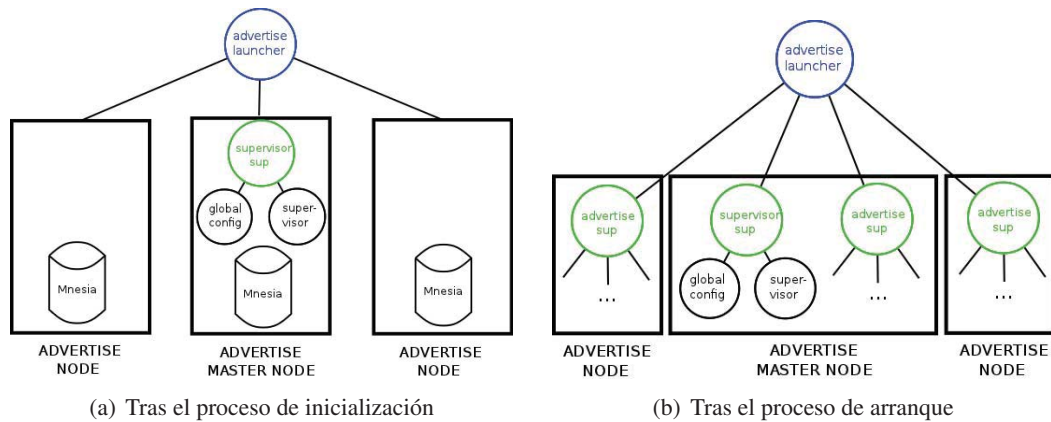 advertise
launcher
supervisor
sup
global
config
super-
visor
Mnesia
Mnesia
Mnesia
ADVERTISE
NODE
ADVERTISE
MASTER NODE
ADVERTISE
NODE
(a) Tras el proceso de inicialización
advertise
launcher
advertise
sup
...
supervisor
sup
global
config
super-
visor
advertise
sup
...
advertise
sup
...
ADVERTISE
NODE
ADVERTISE
MASTER NODE
ADVERTISE
NODE
(b) Tras el proceso de arranque